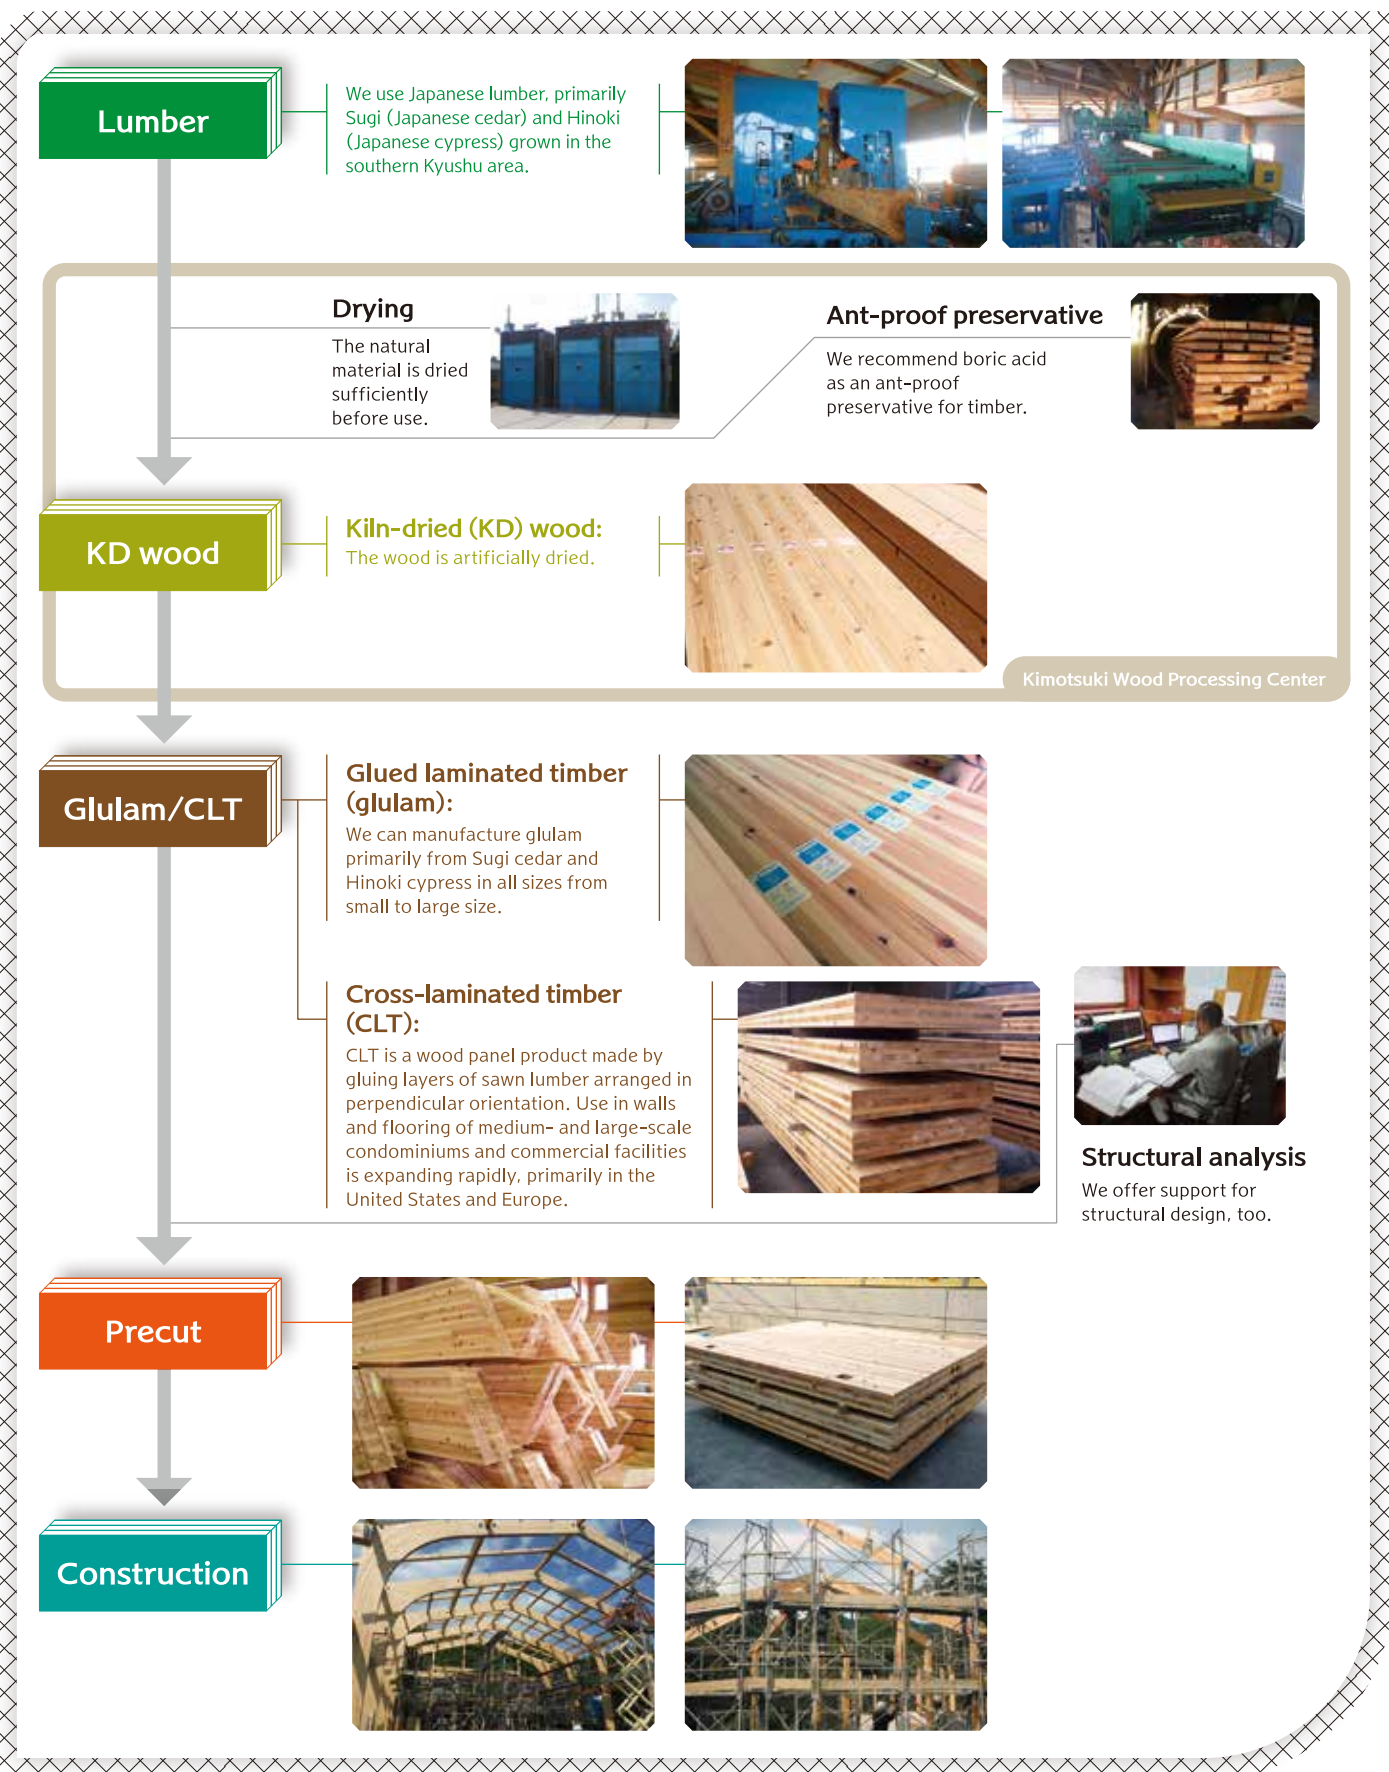 Lumber
We use Japanese lumber, primarily
Sugi (Japanese cedar) and Hinoki
(Japanese cypress) grown in the
southern Kyushu area.
Drying
The natural
material is dried
sufficiently
before use.
Ant-proof preservative
We recommend boric acid
as an ant-proof
preservative for timber.
KD wood
Kiln-dried (KD) wood:
The wood is artificially dried.
Kimotsuki Wood Processing Center
Glulam/CLT
Glued laminated timber
(glulam):
We can manufacture glulam
primarily from Sugi cedar and
Hinoki cypress in all sizes from
small to large size.
Cross-laminated timber
(CLT):
CLT is a wood panel product made by
gluing layers of sawn lumber arranged in
perpendicular orientation. Use in walls
and flooring of medium- and large-scale
condominiums and commercial facilities
is expanding rapidly, primarily in the
United States and Europe.
Structural analysis
We offer support for
structural design, too.
Precut
Construction